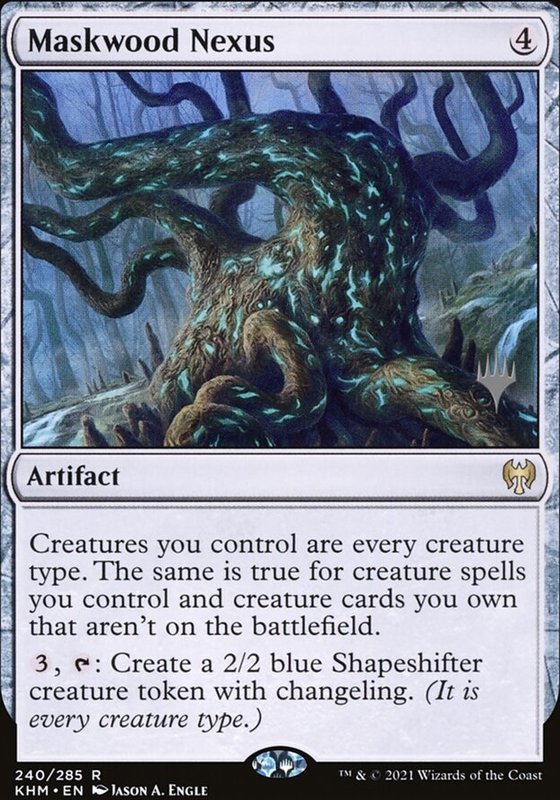 Maskwood Nexus 4
Artifact
Creatures you control are every creature
type. The same is true for creature spells
you control and creature cards you own
that aren't on the battlefield.
3, : Create a 2/2 blue Shapeshifter
creature token with changeling. (It is
every creature type.)
240/285 R
KHM • EN Jason A. Engle
™ & © 2021 Wizards of the Coast